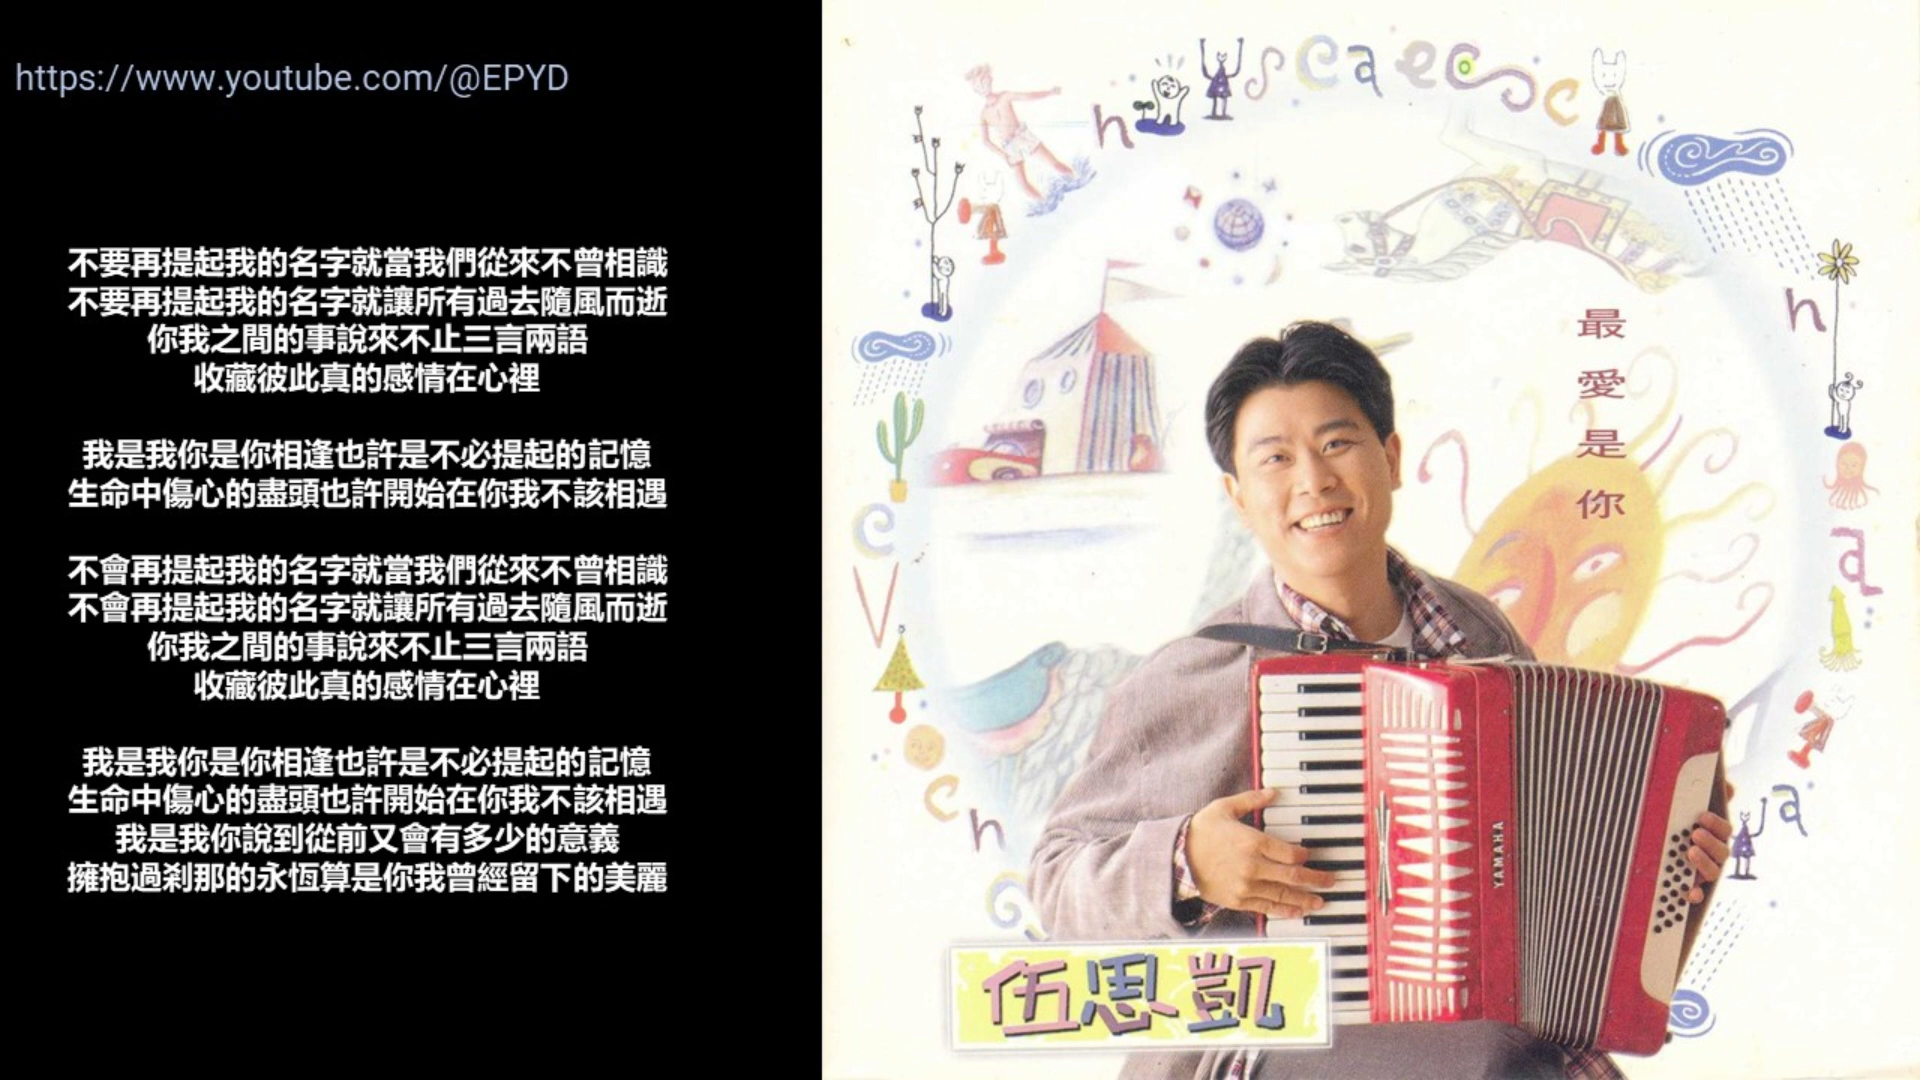 https://www.youtube.com/@EPYD
不要再提起我的名字就當我們從來不曾相識
不要再提起我的名字就讓所有過去隨風而逝
你我之間的事說來不止三言兩語
收藏彼此真的感情在心裡
我是我你是你相逢也許是不必提起的記憶
生命中傷心的盡頭也許開始在你我不該相遇
不會再提起我的名字就當我們從來不曾相識
不會再提起我的名字就讓所有過去隨風而逝
你我之間的事說來不止三言兩語
收藏彼此真的感情在心裡
我是我你是你相逢也許是不必提起的記憶
生命中傷心的盡頭也許開始在你我不該相遇
我是我你說到從前又會有多少的意義
擁抱過剎那的永恆算是你我曾經留下的美麗
最愛是你
YAMAHA
伍思凱